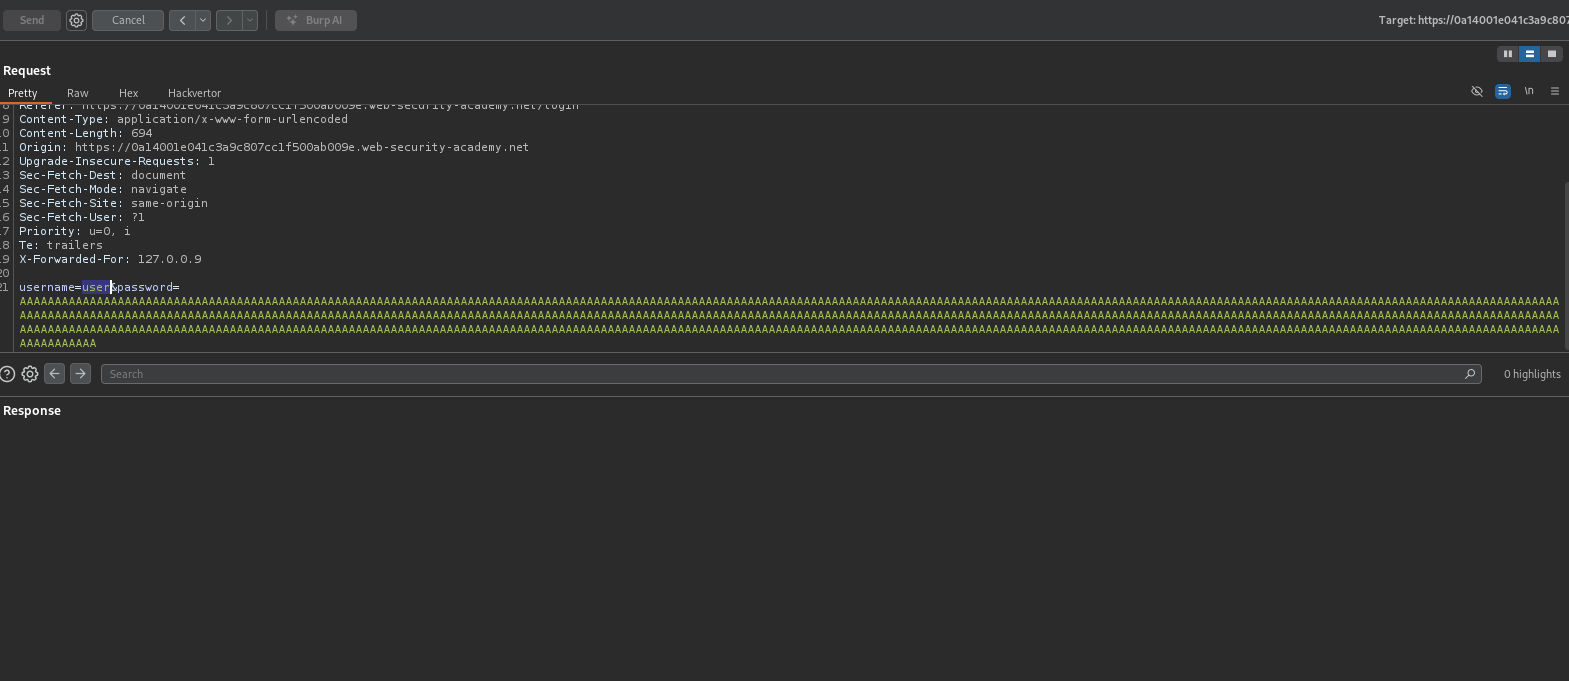 Send Cancel Burp AI Target: https://0a14001e041c3a9c807
Request
Pretty Raw Hex Hackvertor \n
8 Referer: https://0a14001e041c3a9c807cc1f500ab009e.web-security-academy.net/login
9 Content-Type: application/x-www-form-urlencoded
10 Content-Length: 694
11 Origin: https://0a14001e041c3a9c807cc1f500ab009e.web-security-academy.net
12 Upgrade-Insecure-Requests: 1
13 Sec-Fetch-Dest: document
14 Sec-Fetch-Mode: navigate
15 Sec-Fetch-Site: same-origin
16 Sec-Fetch-User: ?1
17 Priority: u=0, i
18 Te: trailers
19 X-Forwarded-For: 127.0.0.9
20
21 username=user&password=
AAAAAAAAAAAAAAAAAAAAAAAAAAAAAAAAAAAAAAAAAAAAAAAAAAAAAAAAAAAAAAAAAAAAAAAAAAAAAAAAAAAAAAAAAAAAAAAAAAAAAAAAAAAAAAAAAAAAAAAAAAAAAAAAAAAAAAAAAAAAAAAAAAAAAAAAAAAAAAAAAAAAAAAAAAAAAAAAAAAAAAAAAAAAAAAAAAAAAAAAAAAAAAAAAAAAAAAA
AAAAAAAAAAAAAAAAAAAAAAAAAAAAAAAAAAAAAAAAAAAAAAAAAAAAAAAAAAAAAAAAAAAAAAAAAAAAAAAAAAAAAAAAAAAAAAAAAAAAAAAAAAAAAAAAAAAAAAAAAAAAAAAAAAAAAAAAAAAAAAAAAAAAAAAAAAAAAAAAAAAAAAAAAAAAAAAAAAAAAAAAAAAAAAAAAAAAAAAAAAAAAAAAAAAAAAAA
AAAAAAAAAAAAAAAAAAAAAAAAAAAAAAAAAAAAAAAAAAAAAAAAAAAAAAAAAAAAAAAAAAAAAAAAAAAAAAAAAAAAAAAAAAAAAAAAAAAAAAAAAAAAAAAAAAAAAAAAAAAAAAAAAAAAAAAAAAAAAAAAAAAAAAAAAAAAAAAAAAAAAAAAAAAAAAAAAAAAAAAAAAAAAAAAAAAAAAAAAAAAAAAAAAAAAAAA
AAAAAAAAAAA
Search 0 highlights
Response